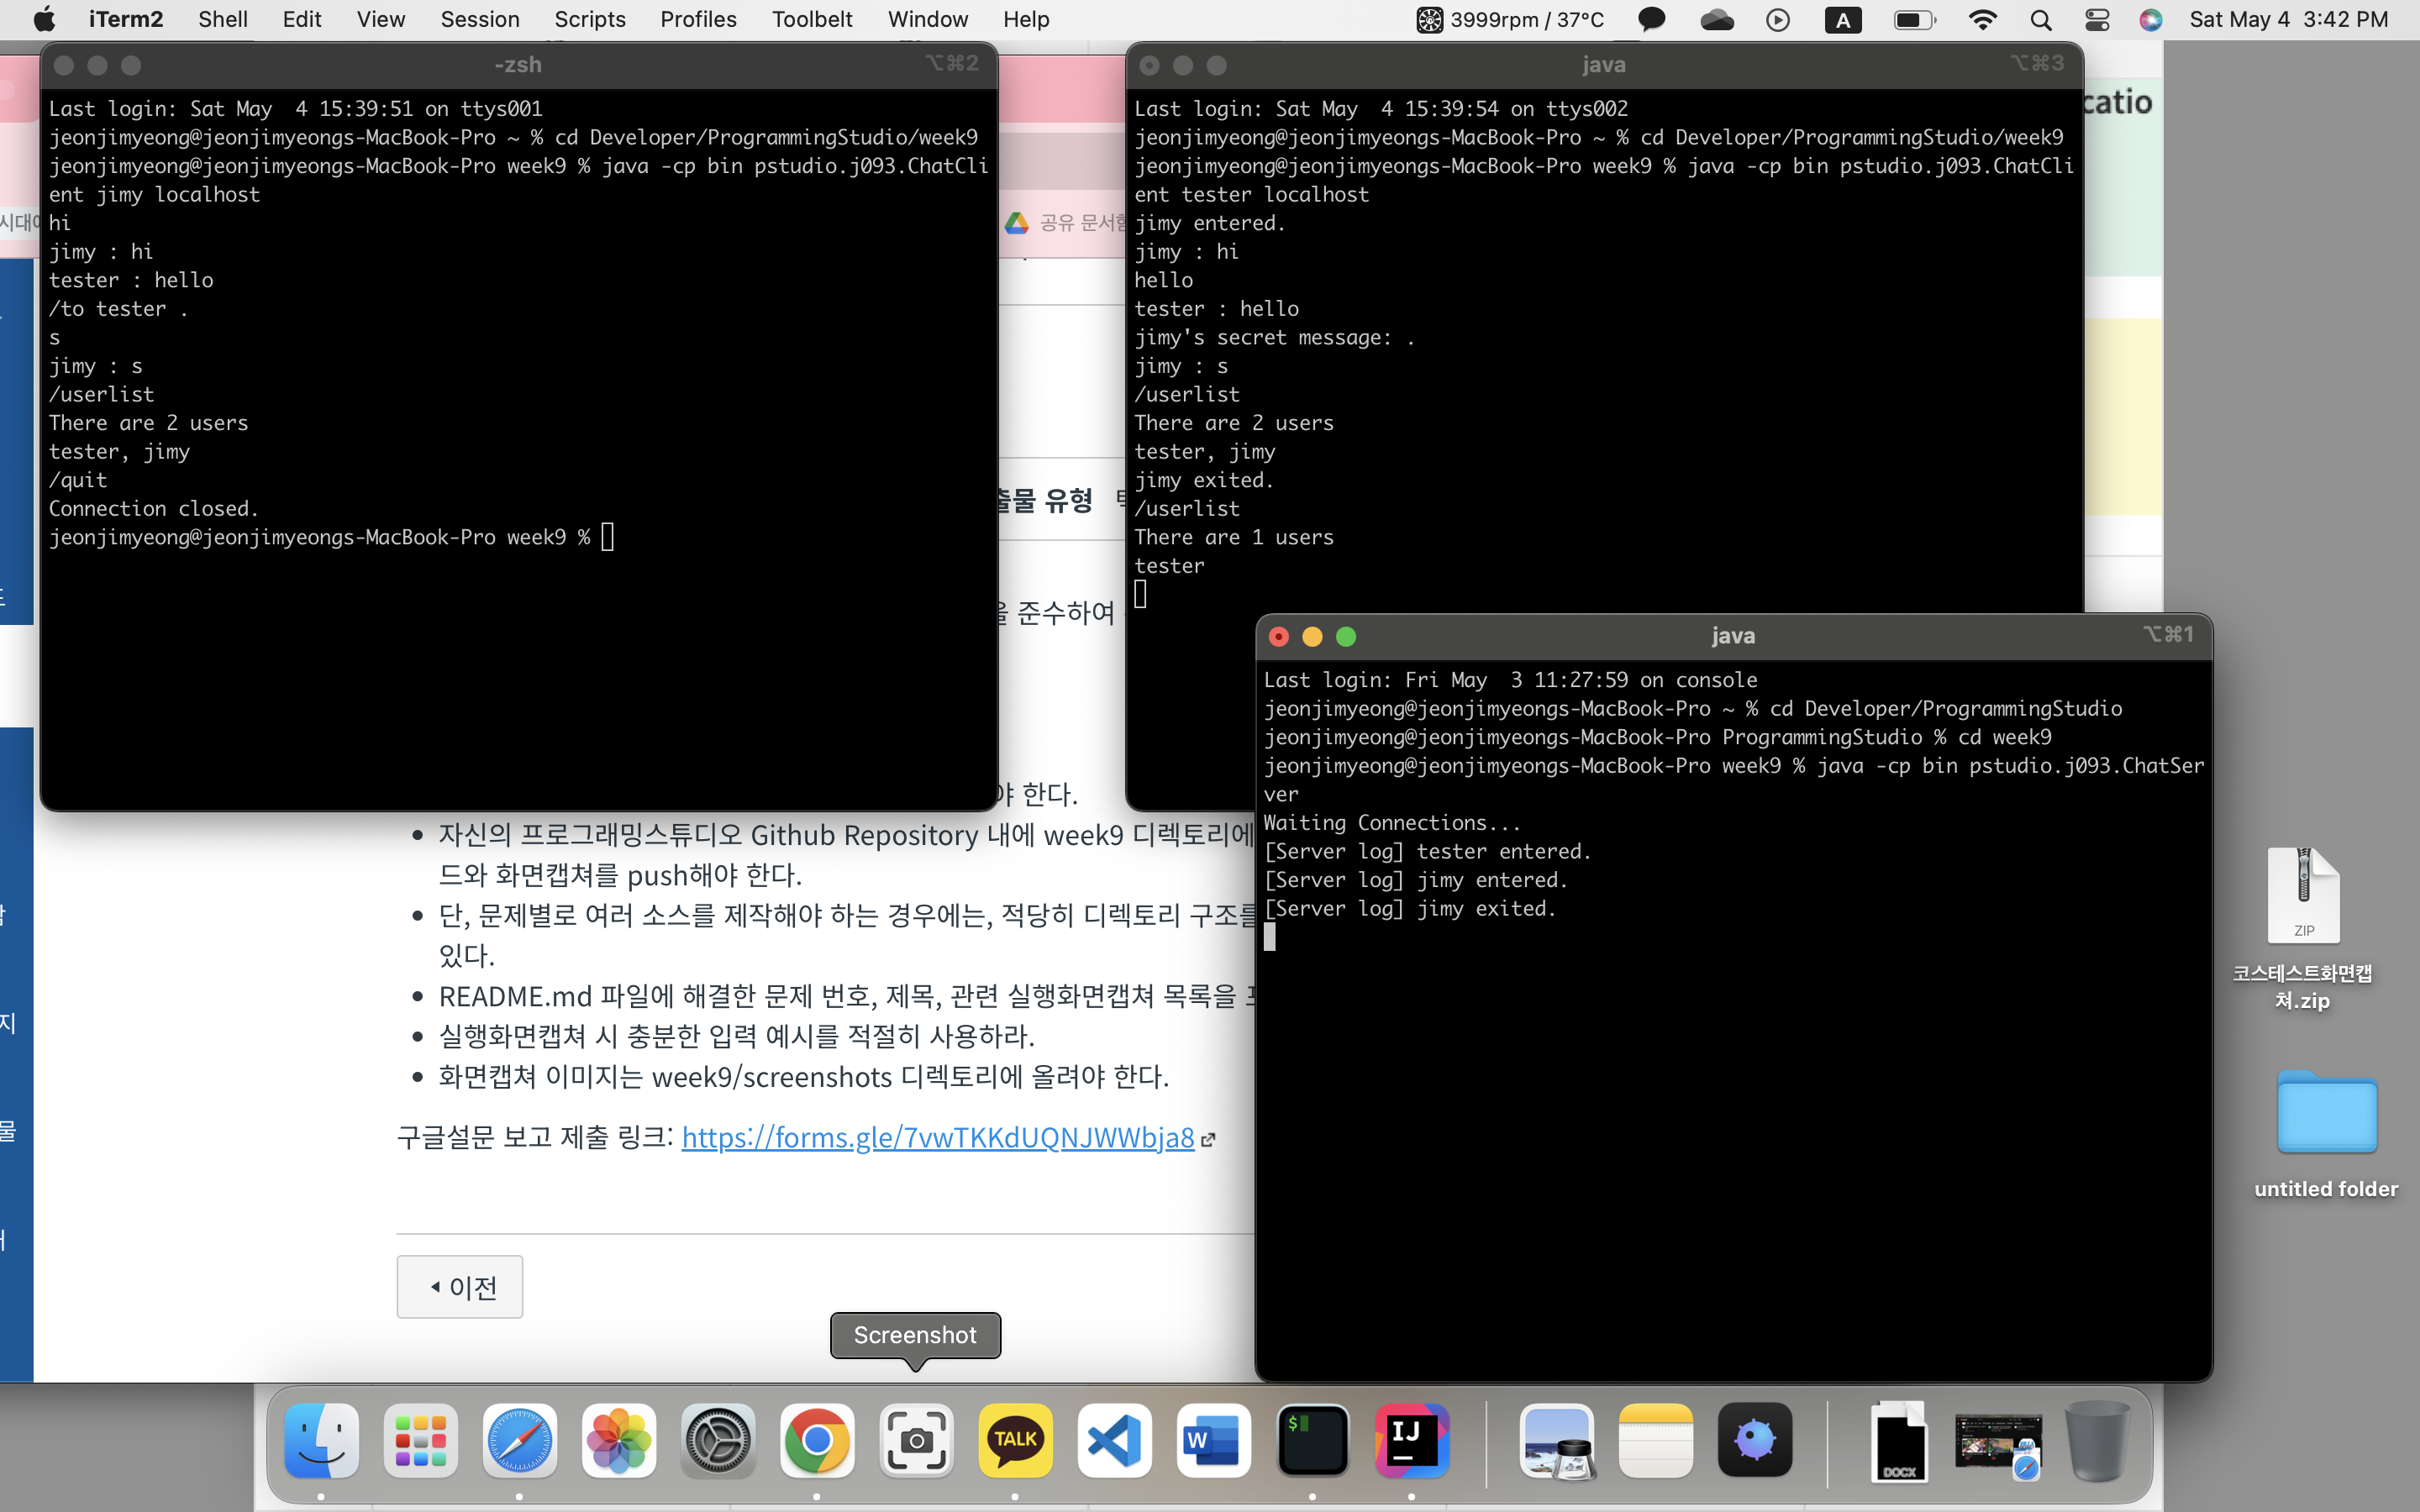 iTerm2 Shell Edit View Session Scripts Profiles Toolbelt Window Help 3999rpm / 37°C A Sat May 4 3:42 PM
-zsh ⌥⌘2
Last login: Sat May  4 15:39:51 on ttys001
jeonjimyeong@jeonjimyeongs-MacBook-Pro ~ % cd Developer/ProgrammingStudio/week9
jeonjimyeong@jeonjimyeongs-MacBook-Pro week9 % java -cp bin pstudio.j093.ChatCli
ent jimy localhost
hi
jimy : hi
tester : hello
/to tester .
s
jimy : s
/userlist
There are 2 users
tester, jimy
/quit
Connection closed.
jeonjimyeong@jeonjimyeongs-MacBook-Pro week9 %
java ⌥⌘3
Last login: Sat May  4 15:39:54 on ttys002
jeonjimyeong@jeonjimyeongs-MacBook-Pro ~ % cd Developer/ProgrammingStudio/week9
jeonjimyeong@jeonjimyeongs-MacBook-Pro week9 % java -cp bin pstudio.j093.ChatCli
ent tester localhost
jimy entered.
jimy : hi
hello
tester : hello
jimy's secret message: .
jimy : s
/userlist
There are 2 users
tester, jimy
jimy exited.
/userlist
There are 1 users
tester
java ⌥⌘1
Last login: Fri May  3 11:27:59 on console
jeonjimyeong@jeonjimyeongs-MacBook-Pro ~ % cd Developer/ProgrammingStudio
jeonjimyeong@jeonjimyeongs-MacBook-Pro ProgrammingStudio % cd week9
jeonjimyeong@jeonjimyeongs-MacBook-Pro week9 % java -cp bin pstudio.j093.ChatSer
ver
Waiting Connections...
[Server log] tester entered.
[Server log] jimy entered.
[Server log] jimy exited.
catio
시대에
공유 문서함
출물 유형
을 준수하여
야 한다.
• 자신의 프로그래밍스튜디오 Github Repository 내에 week9 디렉토리에
드와 화면캡쳐를 push해야 한다.
• 단, 문제별로 여러 소스를 제작해야 하는 경우에는, 적당히 디렉토리 구조를
있다.
• README.md 파일에 해결한 문제 번호, 제목, 관련 실행화면캡쳐 목록을
• 실행화면캡쳐 시 충분한 입력 예시를 적절히 사용하라.
• 화면캡쳐 이미지는 week9/screenshots 디렉토리에 올려야 한다.
구글설문 보고 제출 링크: https://forms.gle/7vwTKKdUQNJWWbja8
이전
지
물
ZIP
코스테스트화면캡
쳐.zip
untitled folder
Screenshot
TALK
W
$
IJ
DOCX